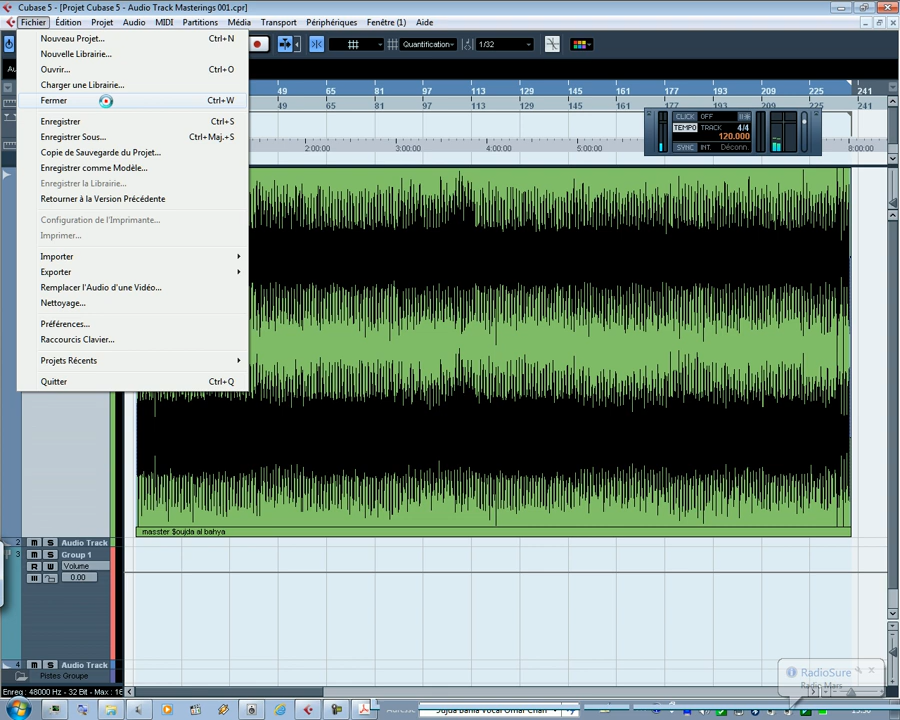 Cubase 5 - [Projet Cubase 5 - Audio Track Masterings 001.cpr]
Fichier Édition Projet Audio MIDI Partitions Média Transport Périphériques Fenêtre (1) Aide
Quantification 1/32
Nouveau Projet... Ctrl+N
Nouvelle Librairie...
Ouvrir... Ctrl+O
Charger une Librairie...
Fermer Ctrl+W
Enregistrer Ctrl+S
Enregistrer Sous... Ctrl+Maj.+S
Copie de Sauvegarde du Projet...
Enregistrer comme Modèle...
Enregistrer la Librairie...
Retourner à la Version Précédente
Configuration de l'Imprimante...
Imprimer...
Importer
Exporter
Remplacer l'Audio d'une Vidéo...
Nettoyage...
Préférences...
Raccourcis Clavier...
Projets Récents
Quitter Ctrl+Q
49 65 81 97 113 129 145 161 177 193 209 225 241
49 65 81 97 113 129 145 161 177 193 209 225 241
2:00:00 3:00:00 4:00:00 5:00:00 8:00:00
CLICK OFF
TEMPO TRACK 4/4
120.000
SYNC INT. Déconn.
masster $oujda al bahya
2 m S Audio Track
3 m S Group 1
R W Volume
0.00
4 m S Audio Track
Pistes Groupe
RadioSure
Radio Mars
Enreg : 48000 Hz - 32 Bit - Max : 16